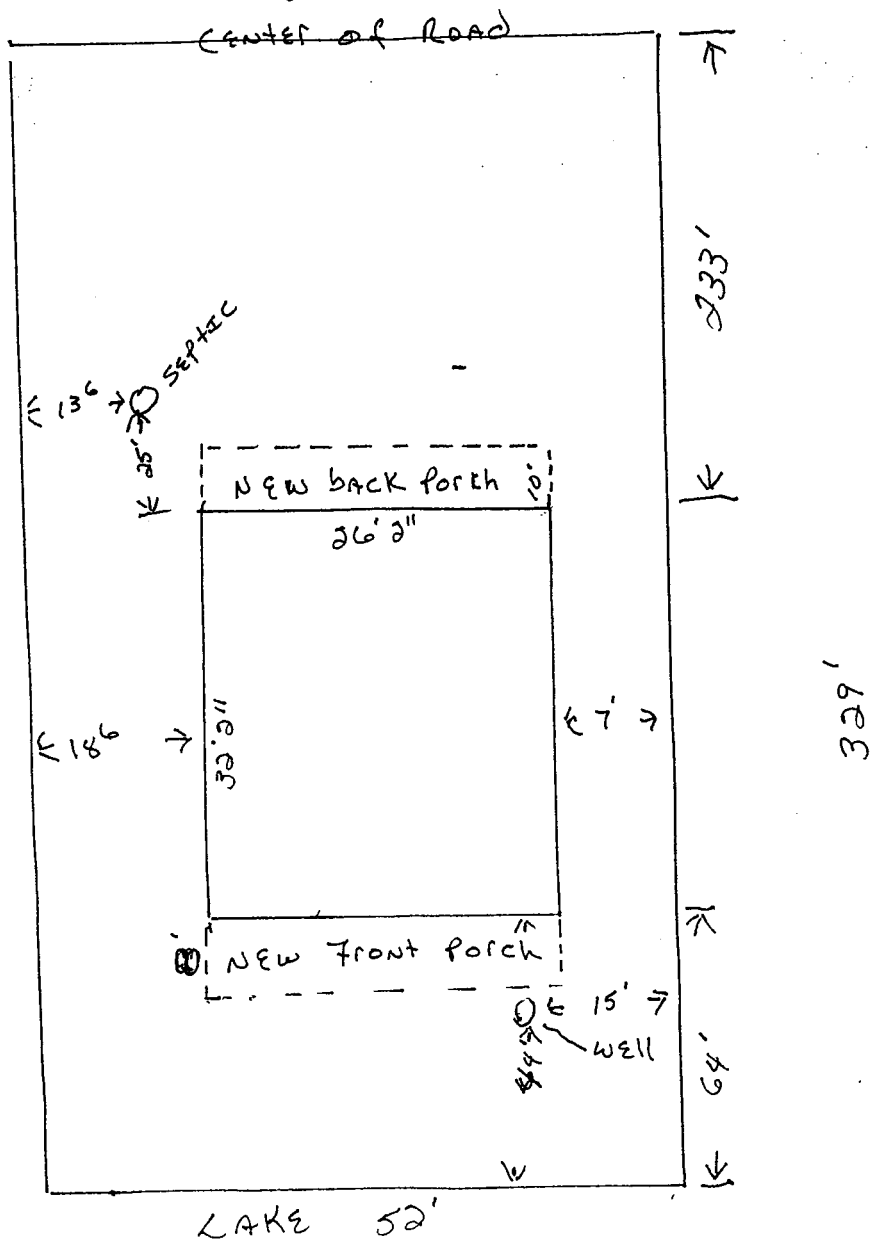 CENTER of ROAD
233'
SEPTIC
13⁶
25'
NEW bACK PorCh 10'
26' 2"
329'
32' 2"
18⁶
7'
8'
NEW Front PorCh
15'
WEll
64'
LAKE 52'